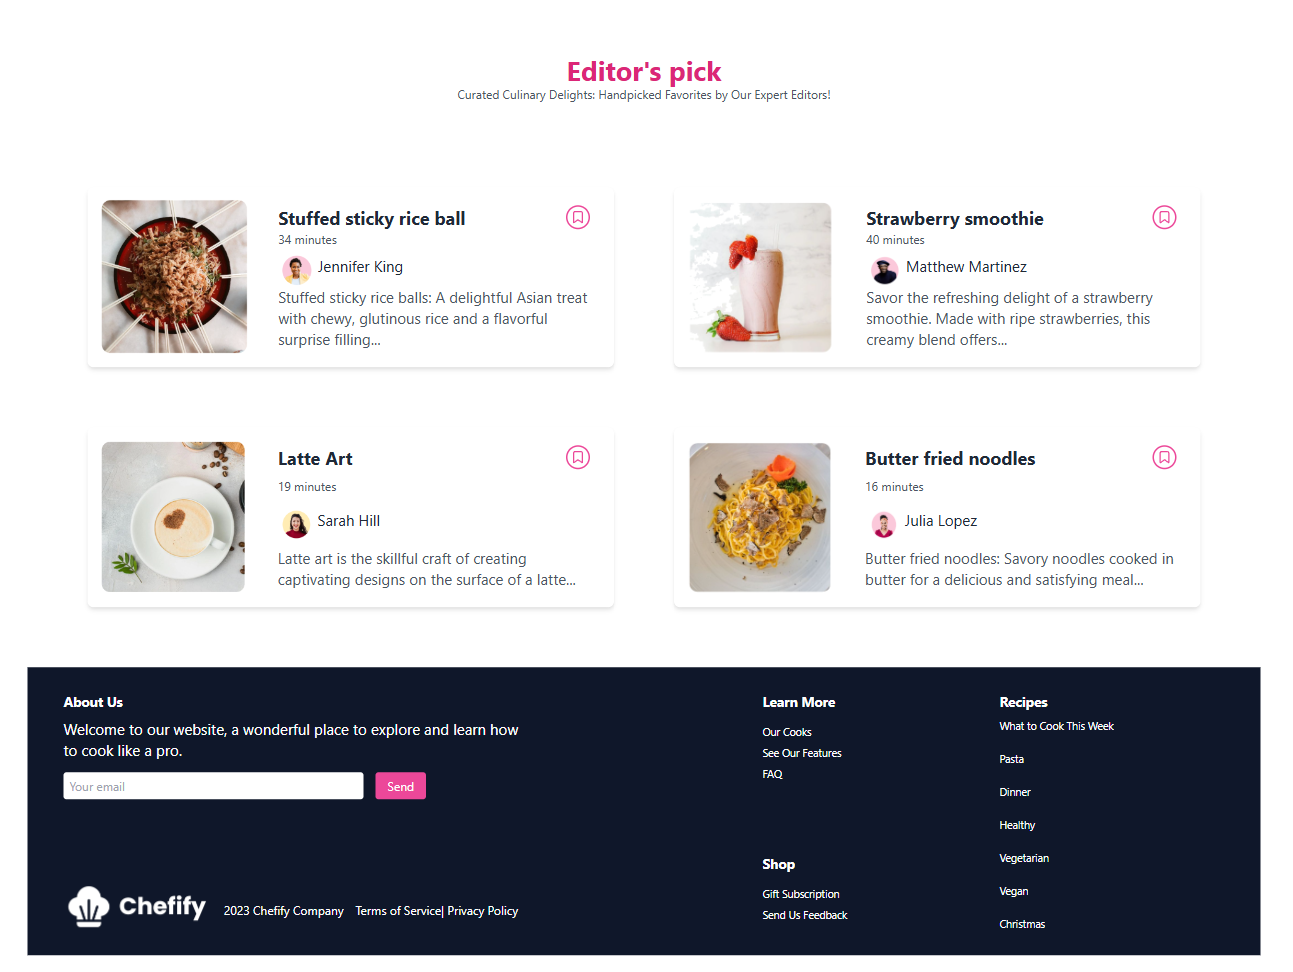 Editor's pick
Curated Culinary Delights: Handpicked Favorites by Our Expert Editors!
Stuffed sticky rice ball
34 minutes
Jennifer King
Stuffed sticky rice balls: A delightful Asian treat
with chewy, glutinous rice and a flavorful
surprise filling...
Strawberry smoothie
40 minutes
Matthew Martinez
Savor the refreshing delight of a strawberry
smoothie. Made with ripe strawberries, this
creamy blend offers...
Latte Art
19 minutes
Sarah Hill
Latte art is the skillful craft of creating
captivating designs on the surface of a latte...
Butter fried noodles
16 minutes
Julia Lopez
Butter fried noodles: Savory noodles cooked in
butter for a delicious and satisfying meal...
About Us
Welcome to our website, a wonderful place to explore and learn how
to cook like a pro.
Your email
Send
Chefify
2023 Chefify Company
Terms of Service| Privacy Policy
Learn More
Our Cooks
See Our Features
FAQ
Shop
Gift Subscription
Send Us Feedback
Recipes
What to Cook This Week
Pasta
Dinner
Healthy
Vegetarian
Vegan
Christmas